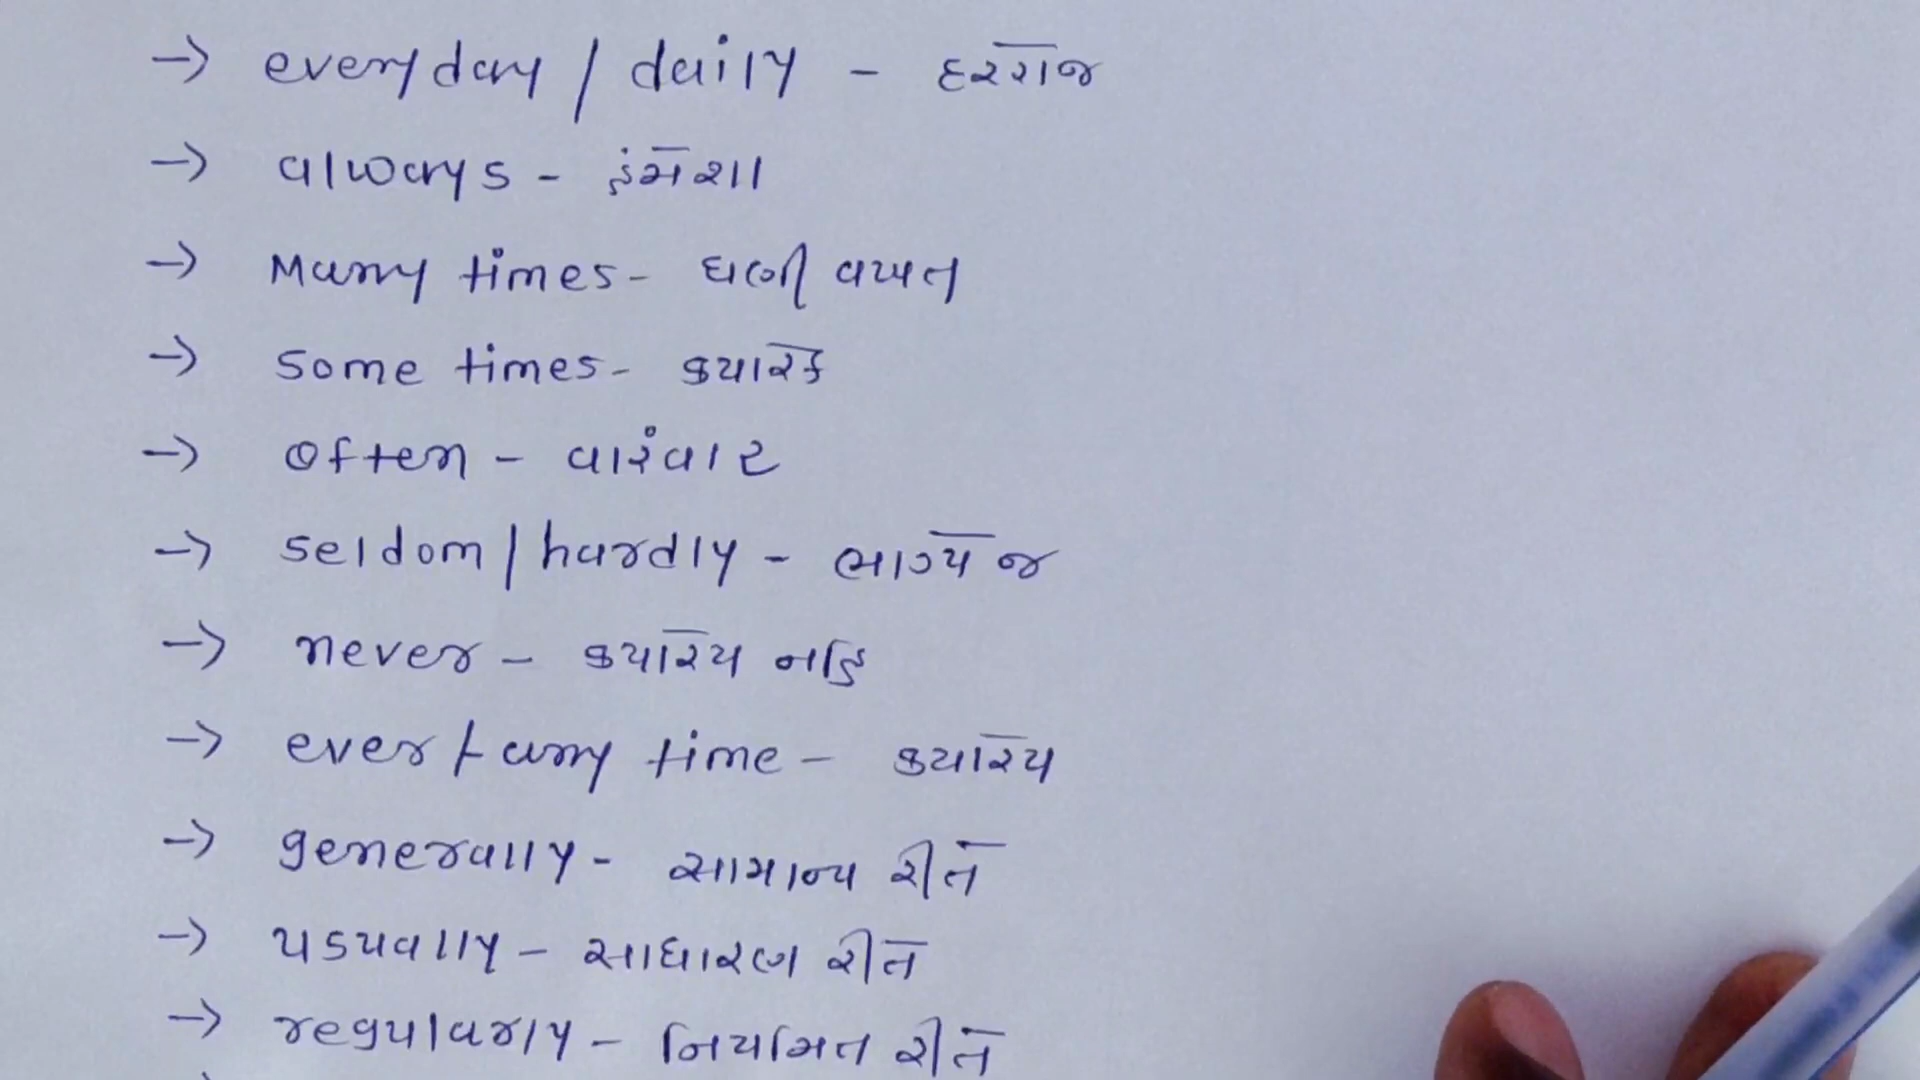 → everyday / daily - દરરોજ
→ always - હંમેશા
→ Many times - ઘણી વખત
→ some times - ક્યારેક
→ often - વારંવાર
→ seldom / hardly - ભાગ્યે જ
→ never - ક્યારેય નહિ
→ ever / any time - ક્યારેય
→ generally - સામાન્ય રીતે
→ usually - સાધારણ રીતે
→ regularly - નિયમિત રીતે